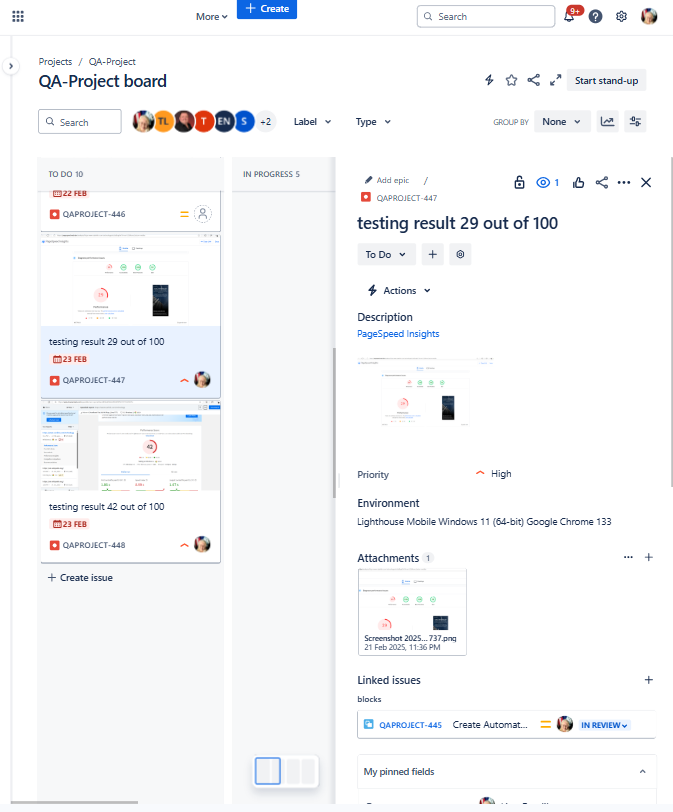 More
Create
Search
9+
Projects / QA-Project
QA-Project board
Start stand-up
Search
TL
T
EN
S
+2
Label
Type
GROUP BY
None
TO DO 10
IN PROGRESS 5
22 FEB
QAPROJECT-446
testing result 29 out of 100
23 FEB
QAPROJECT-447
42
testing result 42 out of 100
23 FEB
QAPROJECT-448
Create issue
Add epic /
1
QAPROJECT-447
testing result 29 out of 100
To Do
Actions
Description
PageSpeed Insights
Priority
High
Environment
Lighthouse Mobile Windows 11 (64-bit) Google Chrome 133
Attachments 1
Screenshot 2025...737.png
21 Feb 2025, 11:36 PM
Linked issues
blocks
QAPROJECT-445 Create Automat... IN REVIEW
My pinned fields